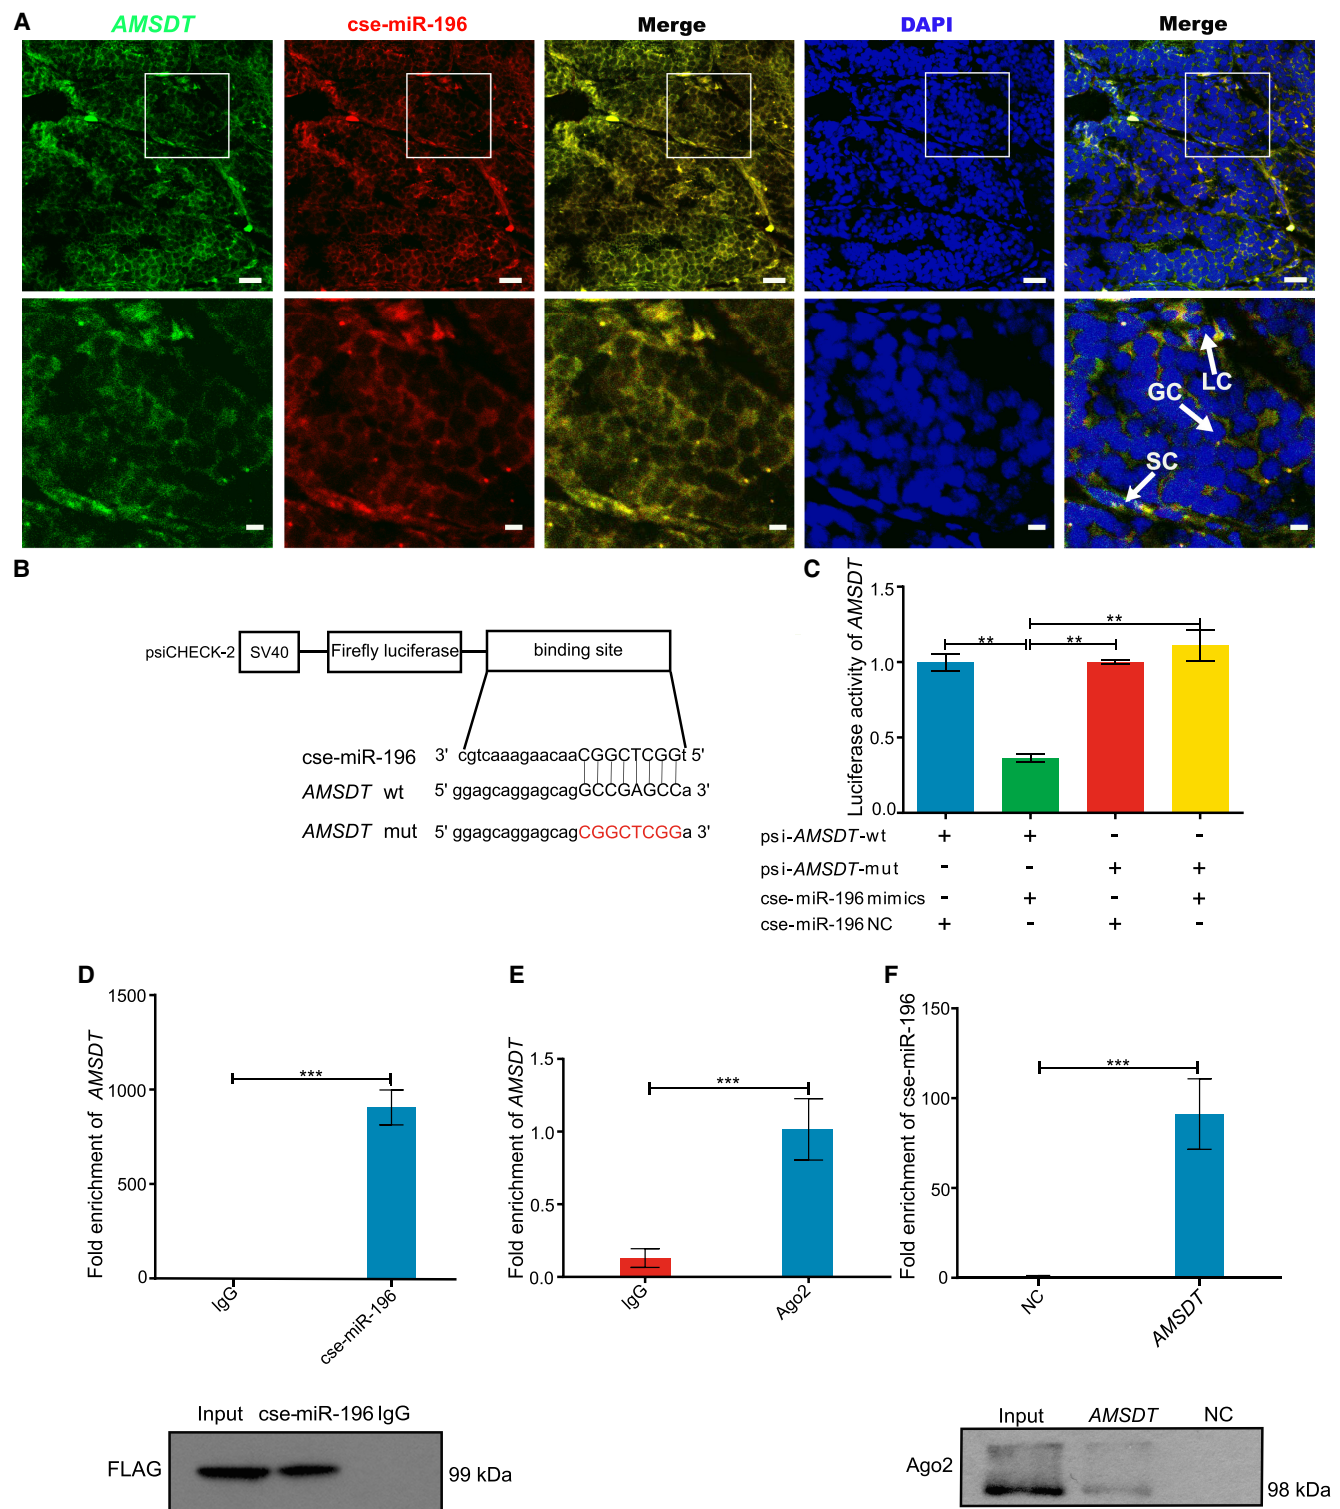 A
AMSDT cse-miR-196 Merge DAPI Merge
LC
GC
SC
B
psiCHECK-2 SV40 Firefly luciferase binding site
cse-miR-196 3' cgtcaaagaacaaCGGCTCGGt 5'
AMSDT wt 5' ggagcaggagcagGCCGAGCCa 3'
AMSDT mut 5' ggagcaggagcagCGGCTCGGa 3'
C
Luciferase activity of AMSDT
1.5
1.0
0.5
0.0
**
** **
psi-AMSDT-wt + + - -
psi-AMSDT-mut - - + +
cse-miR-196 mimics - + - +
cse-miR-196 NC + - + -
D
Fold enrichment of AMSDT
1500
1000
500
0
***
IgG
cse-miR-196
Input cse-miR-196 IgG
FLAG
99 kDa
E
Fold enrichment of AMSDT
1.5
1.0
0.5
0.0
***
IgG
Ago2
F
Fold enrichment of cse-miR-196
150
100
50
0
***
NC
AMSDT
Input AMSDT NC
Ago2
98 kDa